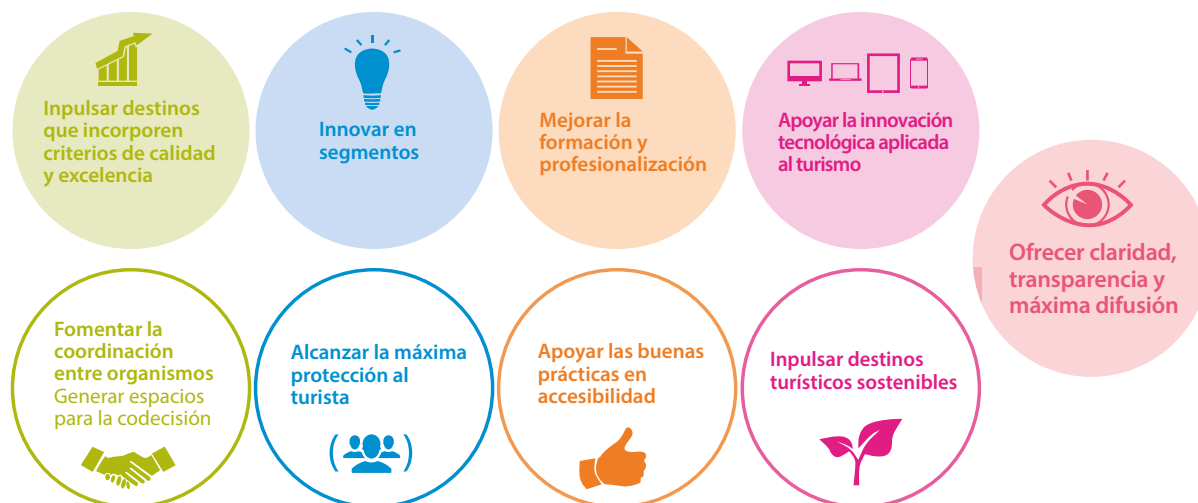 Inpulsar destinos
que incorporen
criterios de calidad
y excelencia
Innovar en
segmentos
Mejorar la
formación y
profesionalización
Apoyar la innovación
tecnológica aplicada
al turismo
Ofrecer claridad,
transparencia y
máxima difusión
Fomentar la
coordinación
entre organismos
Generar espacios
para la codecisión
Alcanzar la máxima
protección al
turista
Apoyar las buenas
prácticas en
accesibilidad
Inpulsar destinos
turísticos sostenibles